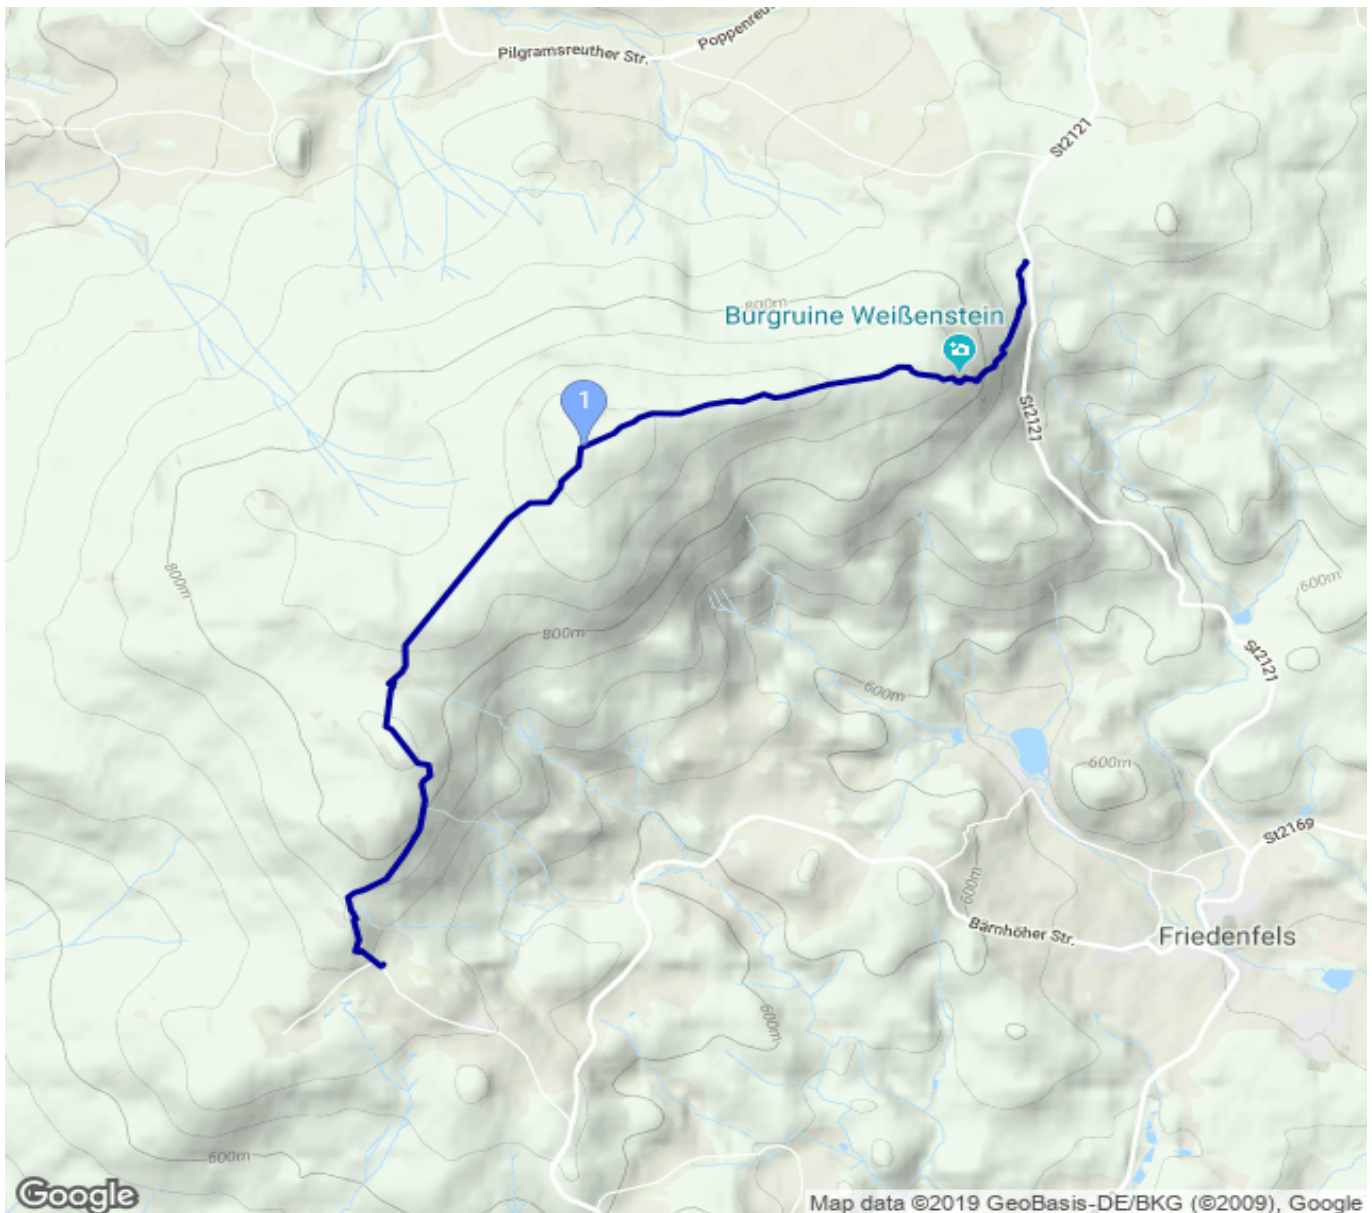 Pilgramsreuther Str.
Poppenreu
St2121
800m
Burgruine Weißenstein
1
St2121
800m
600m
800m
St2121
600m
600m
St2169
600m
Bärnhöher Str.
Friedenfels
600m
600m
Google
Map data ©2019 GeoBasis-DE/BKG (©2009), Google